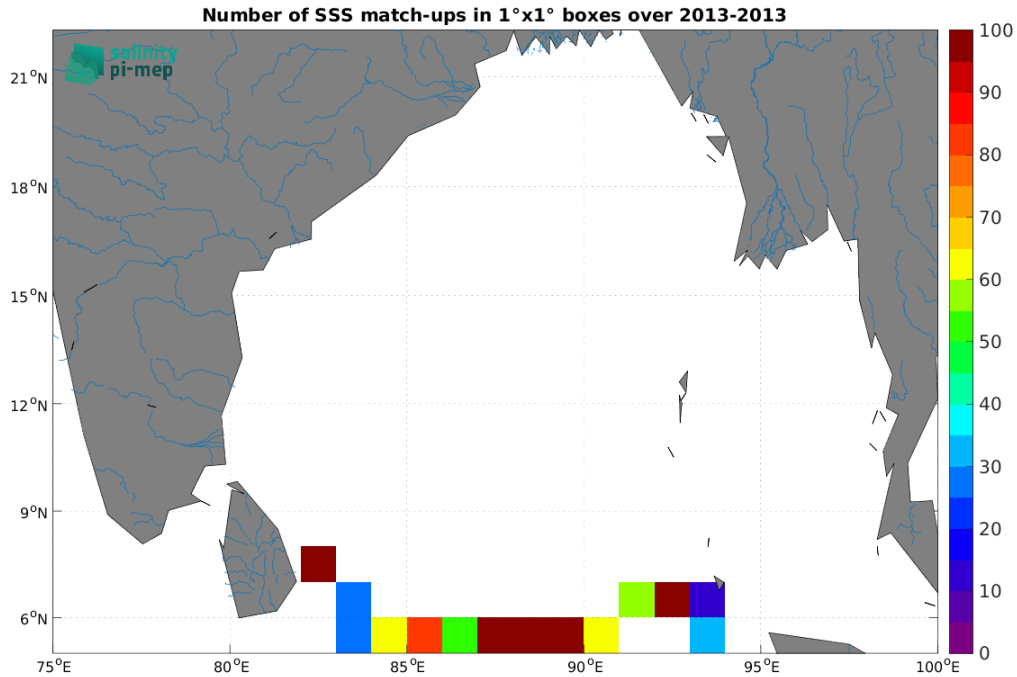 Number of SSS match-ups in 1°x1° boxes over 2013-2013
salinity
pi-mep
21°N
18°N
15°N
12°N
9°N
6°N
75°E
80°E
85°E
90°E
95°E
100°E
100
90
80
70
60
50
40
30
20
10
0